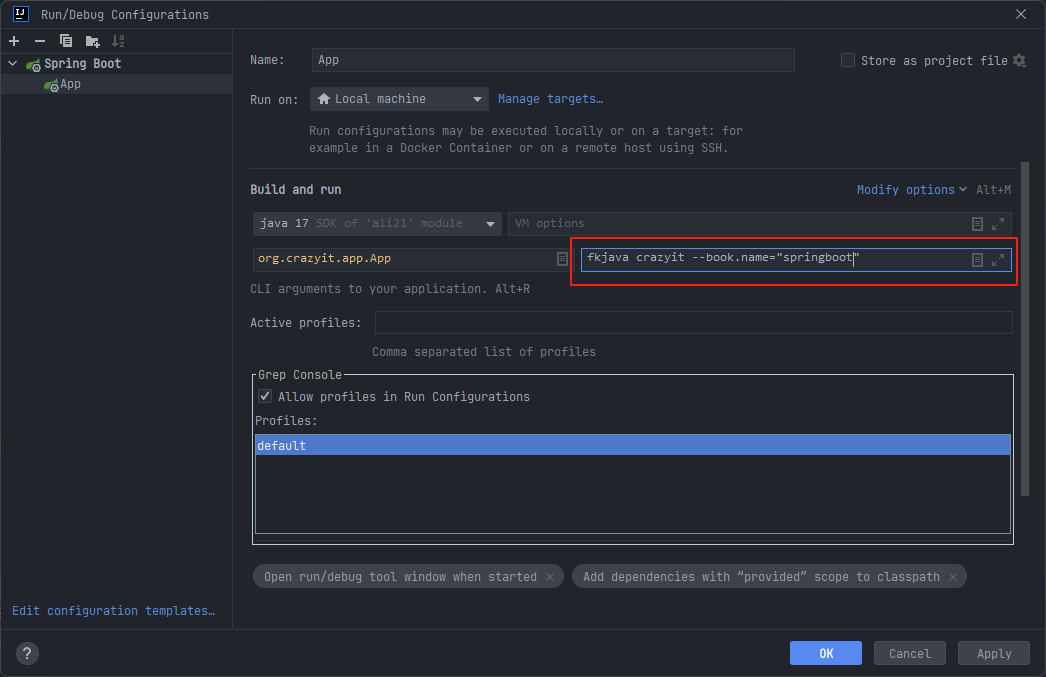 IJ Run/Debug Configurations
Spring Boot
App
Edit configuration templates…
Name: App Store as project file
Run on: Local machine Manage targets…
Run configurations may be executed locally or on a target: for
example in a Docker Container or on a remote host using SSH.
Build and run Modify options Alt+M
java 17 SDK of 'ali21' module VM options
org.crazyit.app.App fkjava crazyit --book.name="springboot"
CLI arguments to your application. Alt+R
Active profiles:
Comma separated list of profiles
Grep Console
Allow profiles in Run Configurations
Profiles:
default
Open run/debug tool window when started Add dependencies with “provided” scope to classpath
? OK Cancel Apply